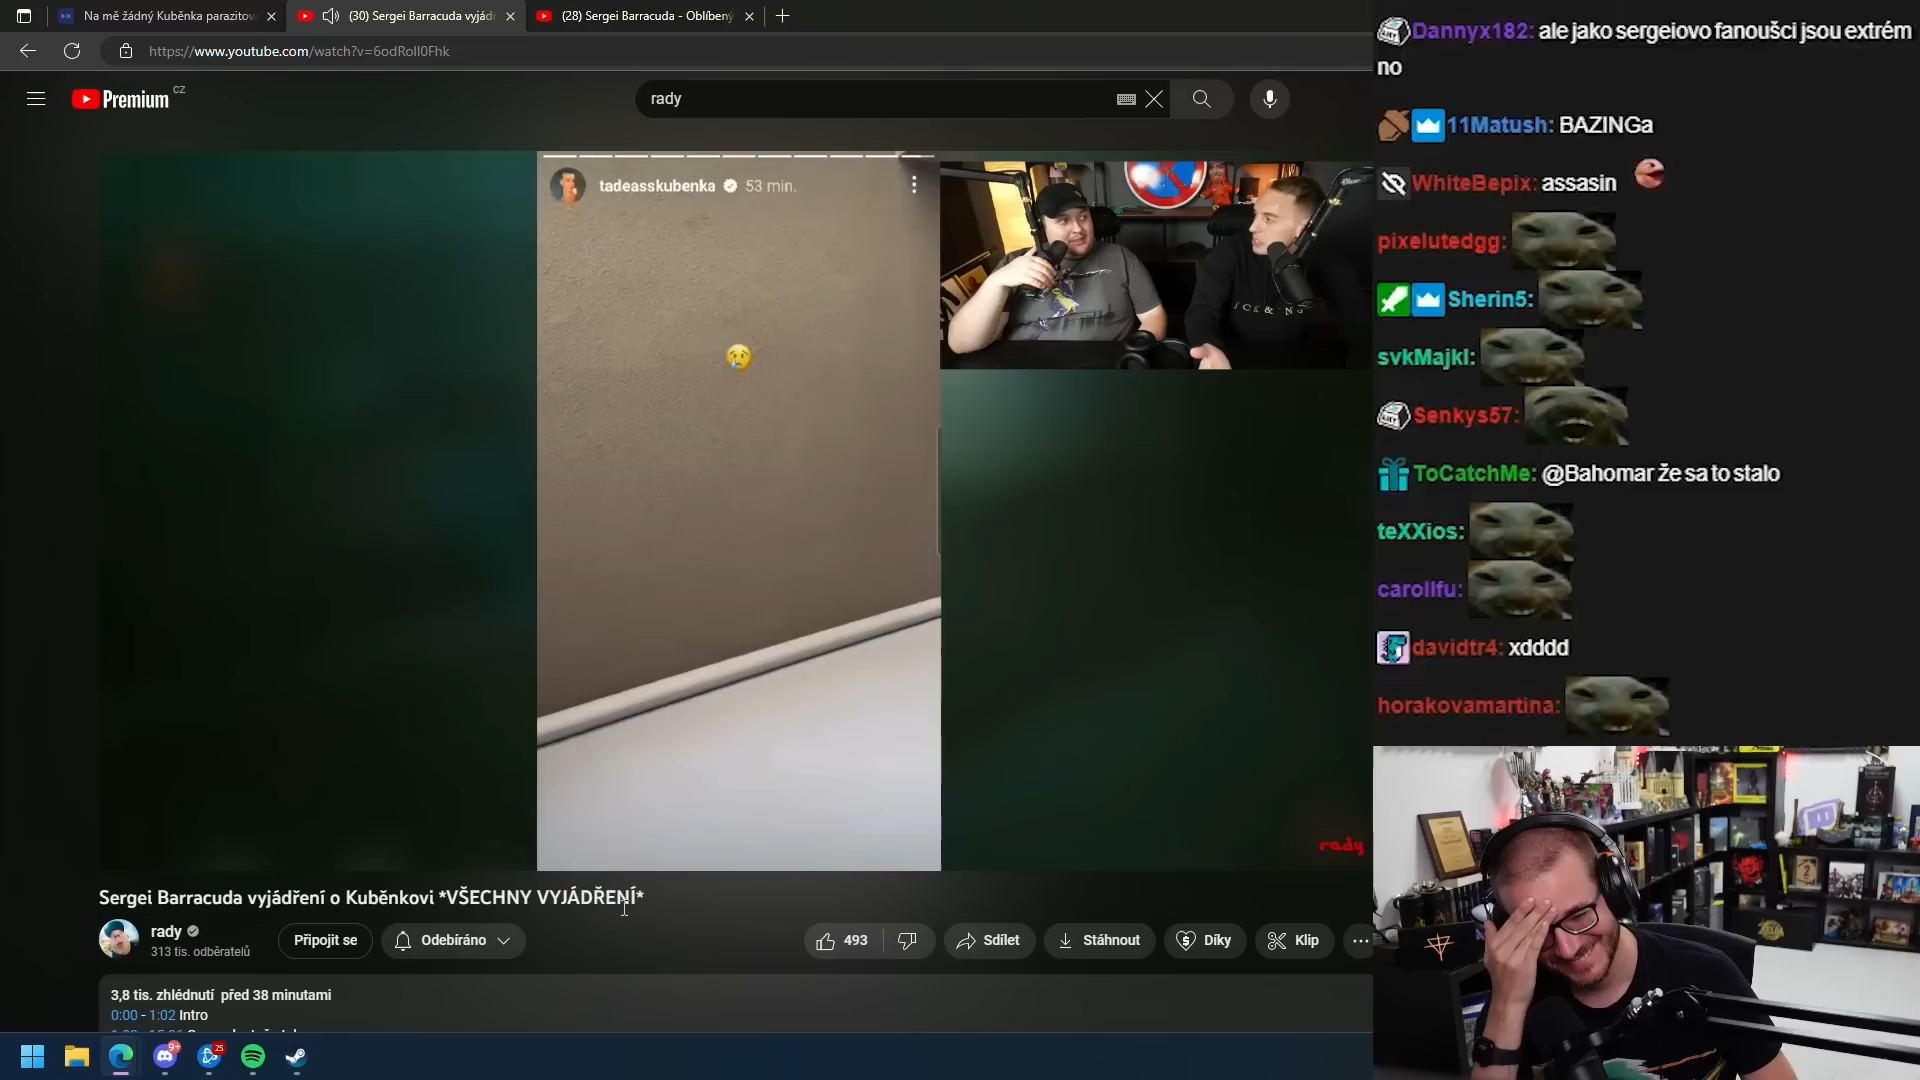 Na mě žádný Kuběnka parazitova
(30) Sergei Barracuda vyjádř
(28) Sergei Barracuda - Oblíbený
https://www.youtube.com/watch?v=6odRoll0Fhk
Premium CZ
rady
tadeasskubenka 53 min.
rady
Sergei Barracuda vyjádření o Kuběnkovi *VŠECHNY VYJÁDŘENÍ*
rady
313 tis. odběratelů
Připojit se
Odebíráno
493
Sdílet
Stáhnout
Díky
Klip
3,8 tis. zhlédnutí před 38 minutami
0:00 - 1:02 Intro
9+
25
Dannyx182: ale jako sergeiovo fanoušci jsou extrém
no
11Matush: BAZINGa
WhiteBepix: assasin
pixelutedgg:
Sherin5:
svkMajkl:
Senkys57:
ToCatchMe: @Bahomar že sa to stalo
teXXios:
carollfu:
davidtr4: xdddd
horakovamartina: